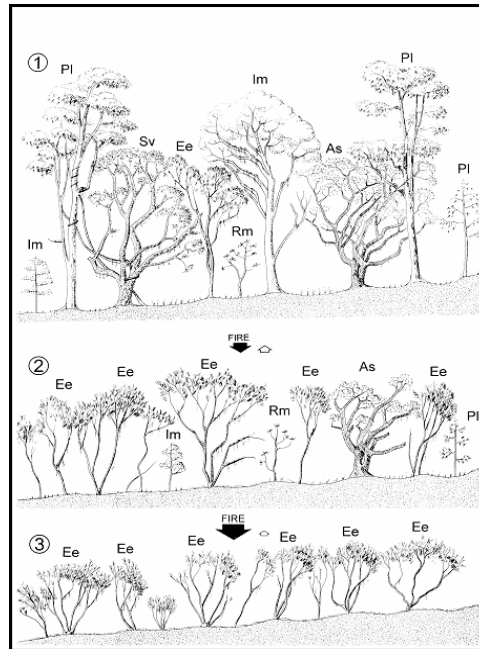 ① Pl Sv Ee Im As Pl Pl
Im Rm
FIRE
② Ee Ee Ee Ee As Ee
Im Rm Pl
FIRE
③ Ee Ee Ee Ee Ee Ee